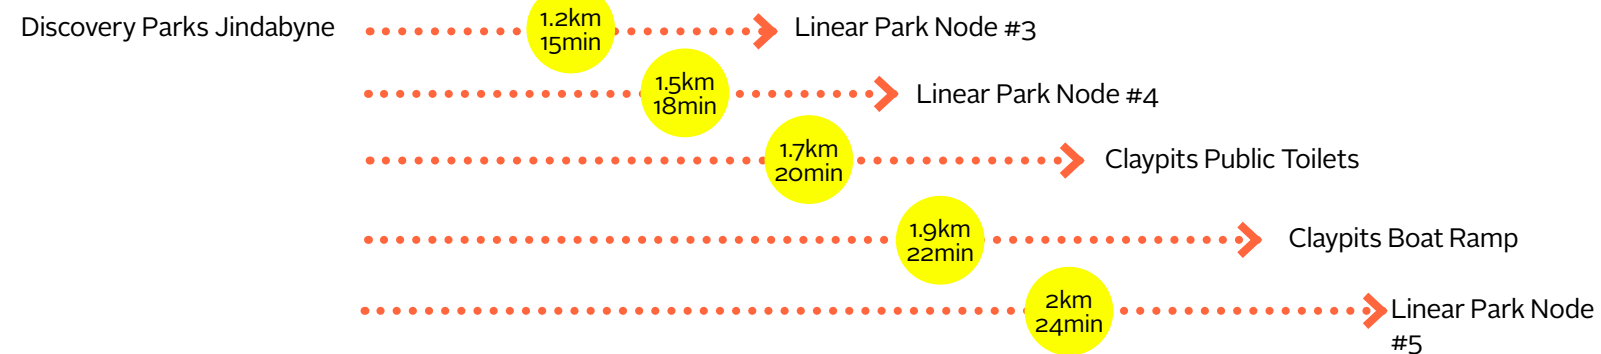 Discovery Parks Jindabyne
1.2km
15min
Linear Park Node #3
1.5km
18min
Linear Park Node #4
1.7km
20min
Claypits Public Toilets
1.9km
22min
Claypits Boat Ramp
2km
24min
Linear Park Node
#5